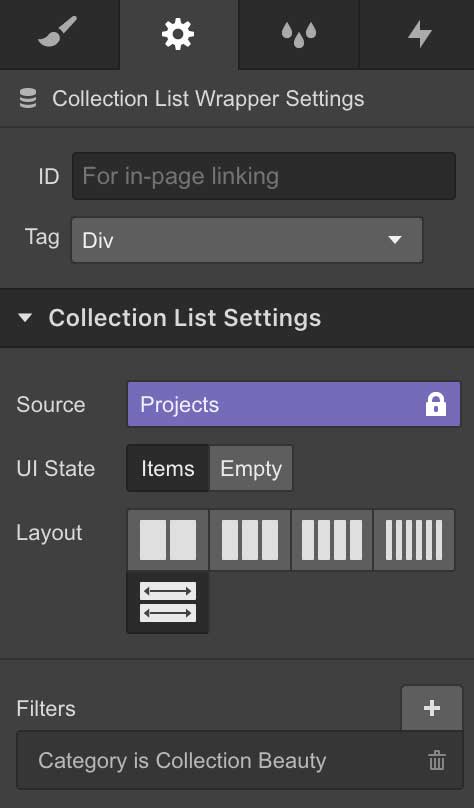 Collection List Wrapper Settings
ID For in-page linking
Tag Div
Collection List Settings
Source Projects
UI State Items Empty
Layout
Filters +
Category is Collection Beauty